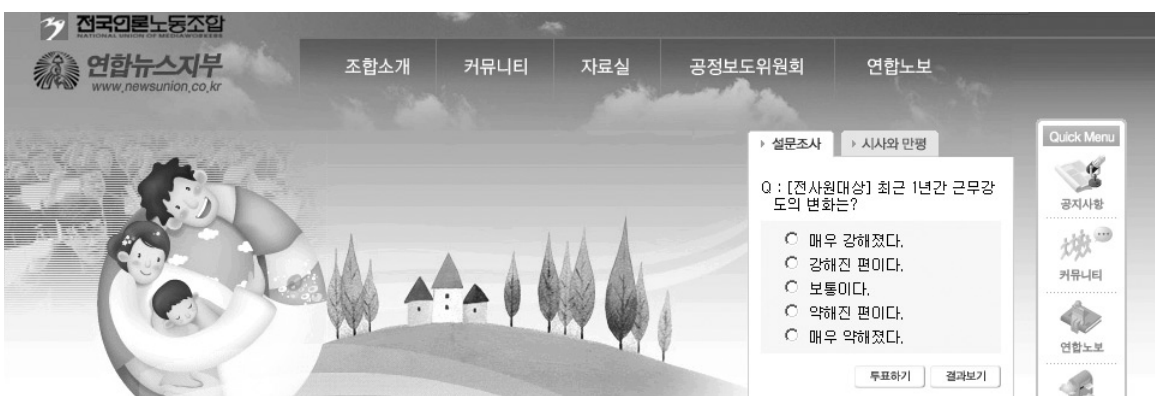 전국언론노동조합
NATIONAL UNION OF MEDIAWORKERS
연합뉴스지부
www.newsunion.co.kr
조합소개 커뮤니티 자료실 공정보도위원회 연합노보
설문조사 시사와 만평
Q : [전사원대상] 최근 1년간 근무강
도의 변화는?
매우 강해졌다.
강해진 편이다.
보통이다.
약해진 편이다.
매우 약해졌다.
투표하기 결과보기
Quick Menu
공지사항
커뮤니티
연합노보